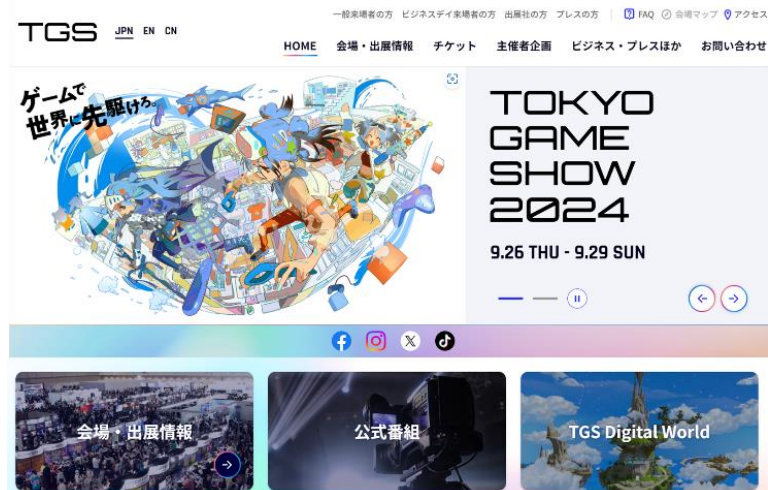 一般来場者の方 ビジネスデイ来場者の方 出展社の方 プレスの方 FAQ 会場マップ アクセス
TGS JPN EN CN
HOME 会場・出展情報 チケット 主催者企画 ビジネス・プレスほか お問い合わせ
ゲームで
世界に先駆けろ。
TOKYO
GAME
SHOW
2024
9.26 THU - 9.29 SUN
会場・出展情報
公式番組
TGS Digital World